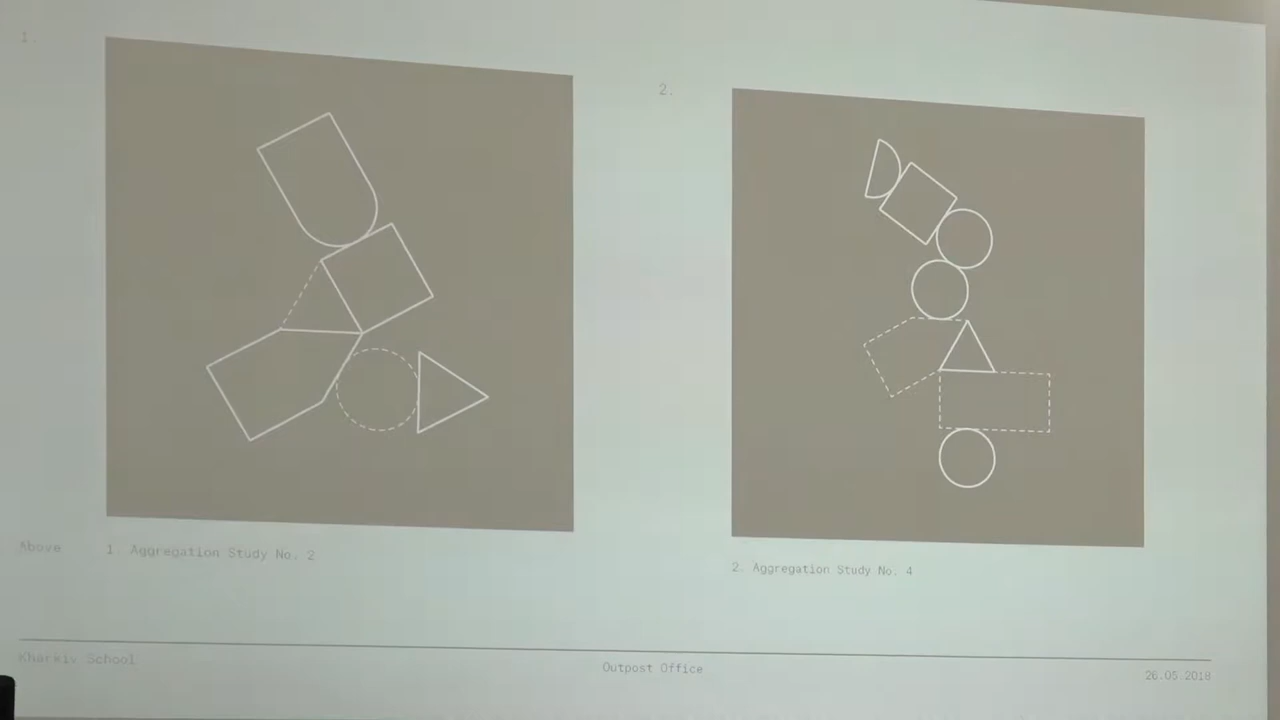 1.
2.
Above
1. Aggregation Study No. 2
2. Aggregation Study No. 4
Kharkiv School
Outpost Office
26.05.2018